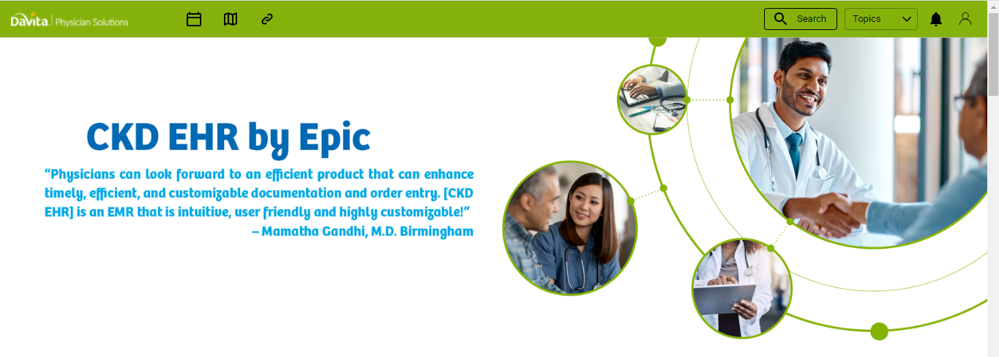 DaVita. | Physician Solutions
Search
Topics
CKD EHR by Epic
“Physicians can look forward to an efficient product that can enhance
timely, efficient, and customizable documentation and order entry. [CKD
EHR] is an EMR that is intuitive, user friendly and highly customizable!”
– Mamatha Gandhi, M.D. Birmingham